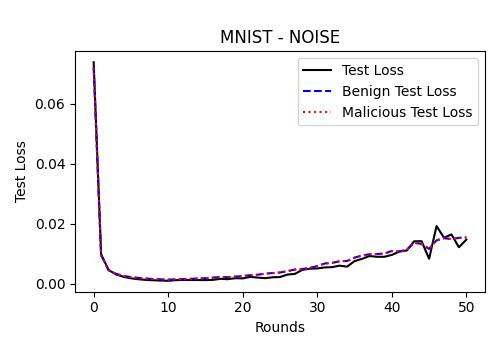 MNIST - NOISE
Test Loss
Benign Test Loss
Malicious Test Loss
Test Loss
0.06
0.04
0.02
0.00
0 10 20 30 40 50
Rounds